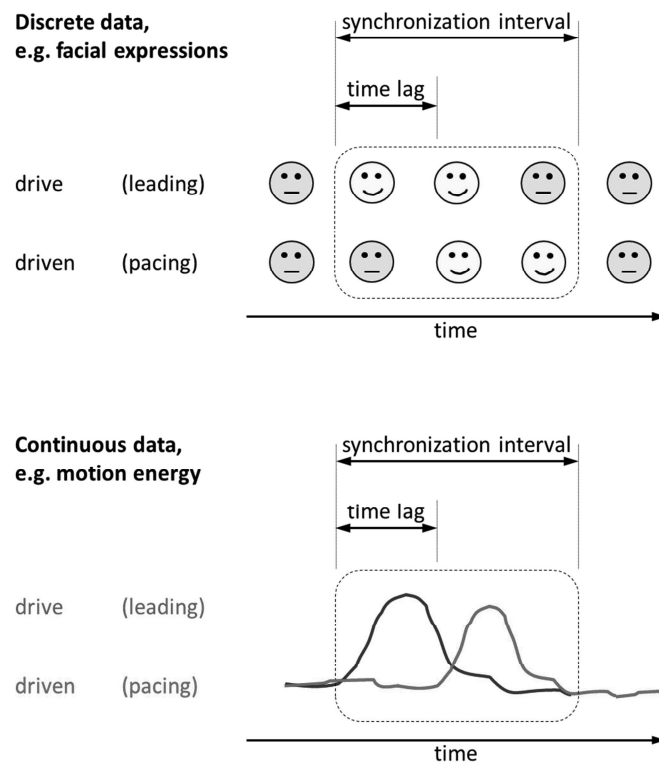 Discrete data,
e.g. facial expressions
synchronization interval
time lag
drive (leading)
driven (pacing)
time
Continuous data,
e.g. motion energy
synchronization interval
time lag
drive (leading)
driven (pacing)
time